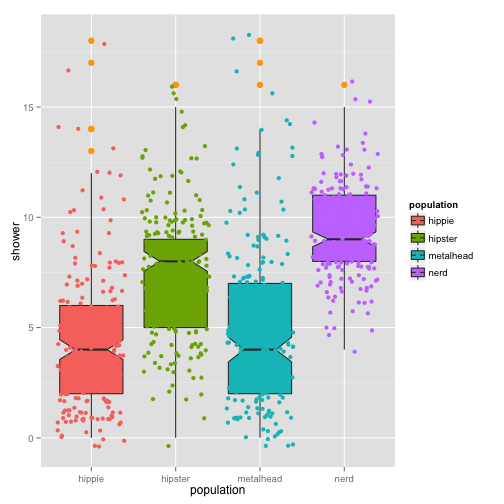 15
10
5
0
shower
hippie hipster metalhead nerd
population
population
hippie
hipster
metalhead
nerd